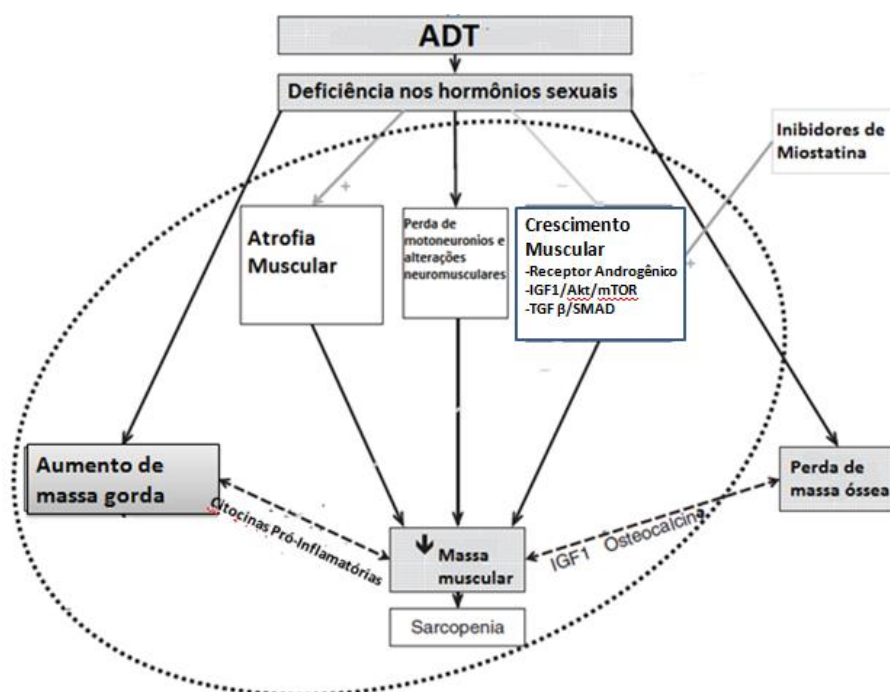 ADT
Deficiência nos hormônios sexuais
Inibidores de
Miostatina
+
−
Atrofia
Muscular
Perda de
motoneuronios e
alterações
neuromusculares
Crescimento
Muscular
-Receptor Androgênico
-IGF1/Akt/mTOR
-TGF β/SMAD
+
−
Aumento de
massa gorda
Perda de
massa óssea
Citocinas Pró-Inflamatórias
IGF1 Osteocalcina
Massa
muscular
Sarcopenia